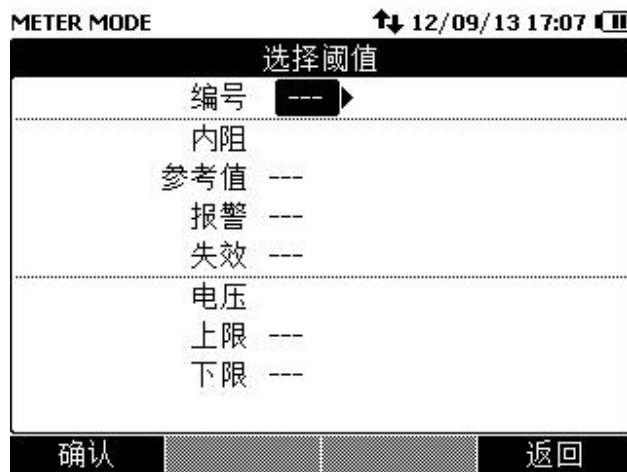 METER MODE 12/09/13 17:07
选择阈值
编号 ---
内阻
参考值 ---
报警 ---
失效 ---
电压
上限 ---
下限 ---
确认 返回